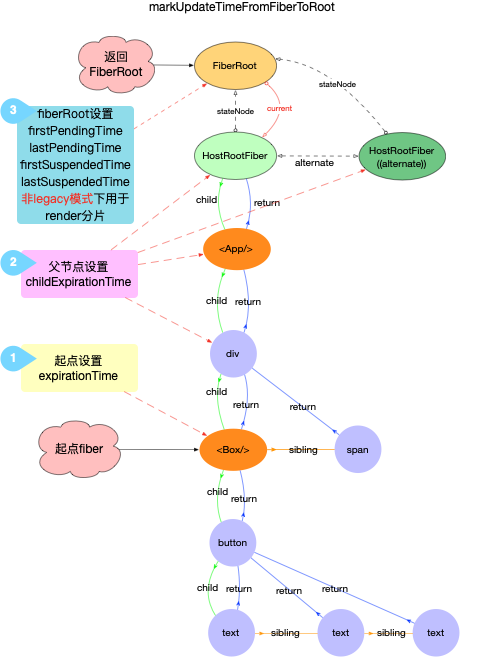 markUpdateTimeFromFiberToRoot
返回
FiberRoot
FiberRoot
stateNode
3
fiberRoot设置
firstPendingTime
lastPendingTime
firstSuspendedTime
lastSuspendedTime
非legacy模式下用于
render分片
stateNode
current
HostRootFiber
alternate
HostRootFiber
((alternate))
child
return
2
父节点设置
childExpirationTime
<App/>
child
return
1
起点设置
expirationTime
div
child
return
return
起点fiber
<Box/>
sibling
span
child
return
button
child
return
return
return
text
sibling
text
sibling
text